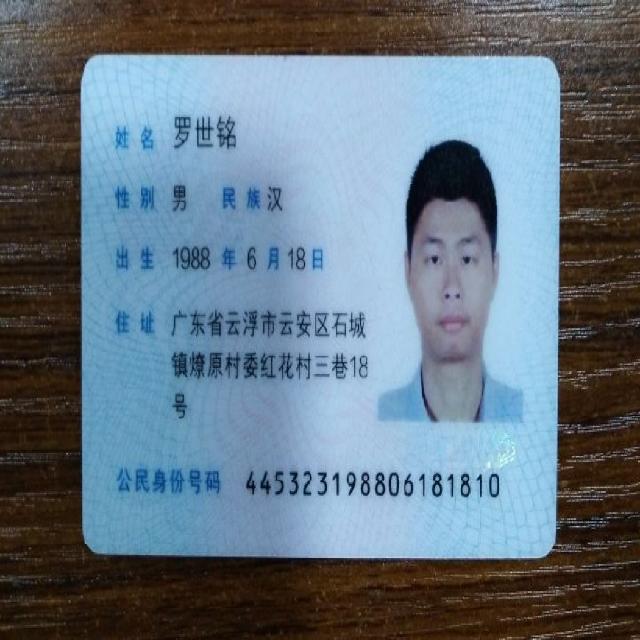 姓名 罗世铭
性别 男 民族 汉
出生 1988 年 6 月 18 日
住址 广东省云浮市云安区石城
镇燎原村委红花村三巷18
号
公民身份号码 445323198806181810